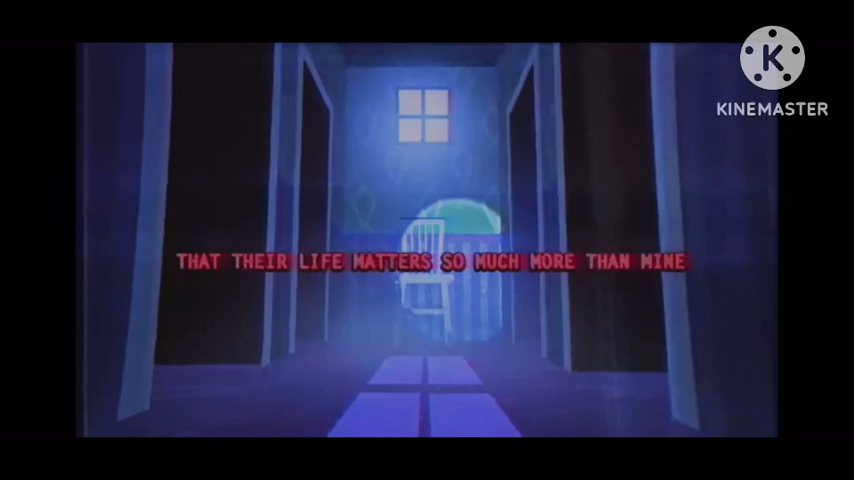 K
KINEMASTER
THAT THEIR LIFE MATTERS SO MUCH MORE THAN MINE